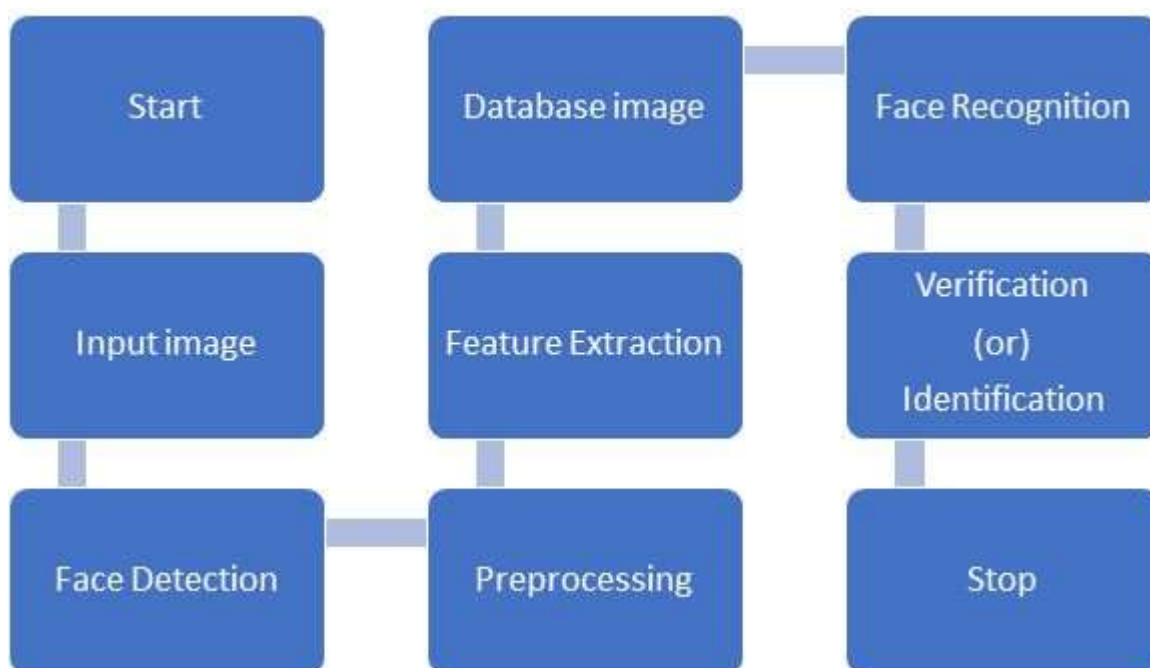 Start
Input image
Face Detection
Preprocessing
Feature Extraction
Database image
Face Recognition
Verification
(or)
Identification
Stop